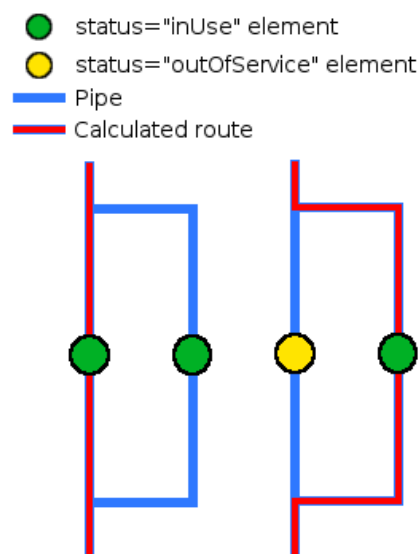 status="inUse" element
status="outOfService" element
Pipe
Calculated route